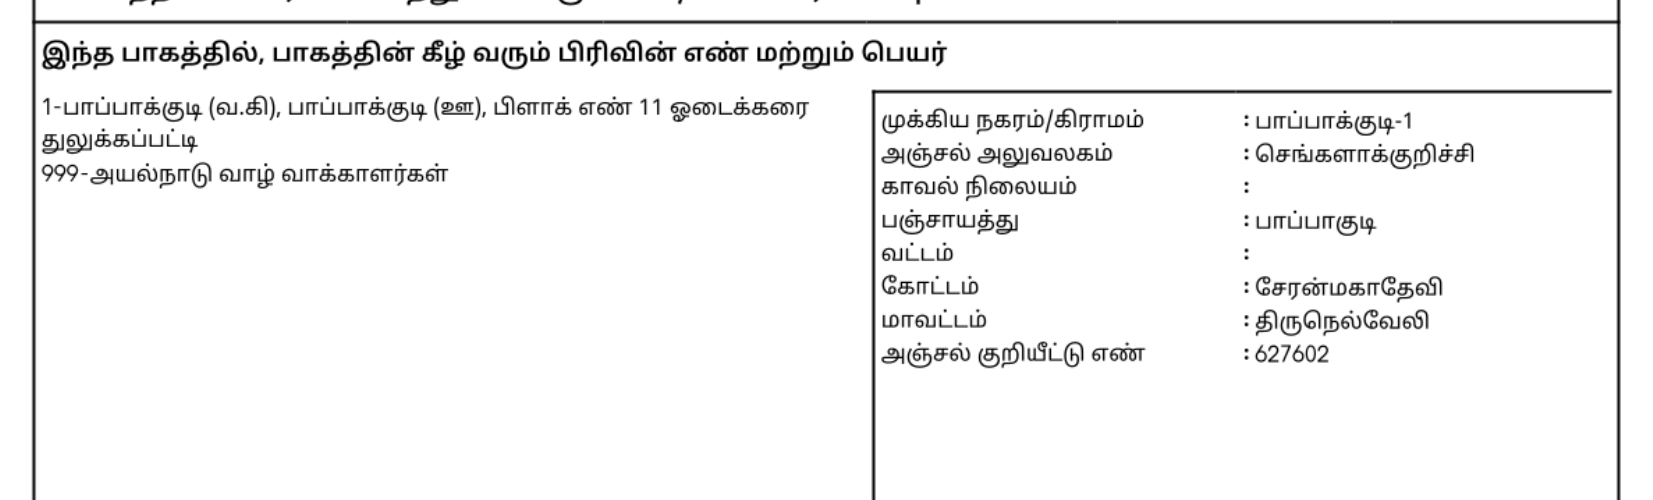 இந்த பாகத்தில், பாகத்தின் கீழ் வரும் பிரிவின் எண் மற்றும் பெயர்
1-பாப்பாக்குடி (வ.கி), பாப்பாக்குடி (ஊ), பிளாக் எண் 11 ஓடைக்கரை
துலுக்கப்பட்டி
999-அயல்நாடு வாழ் வாக்காளர்கள்
முக்கிய நகரம்/கிராமம் : பாப்பாக்குடி-1
அஞ்சல் அலுவலகம் : செங்களாக்குறிச்சி
காவல் நிலையம் :
பஞ்சாயத்து : பாப்பாகுடி
வட்டம் :
கோட்டம் : சேரன்மகாதேவி
மாவட்டம் : திருநெல்வேலி
அஞ்சல் குறியீட்டு எண் : 627602